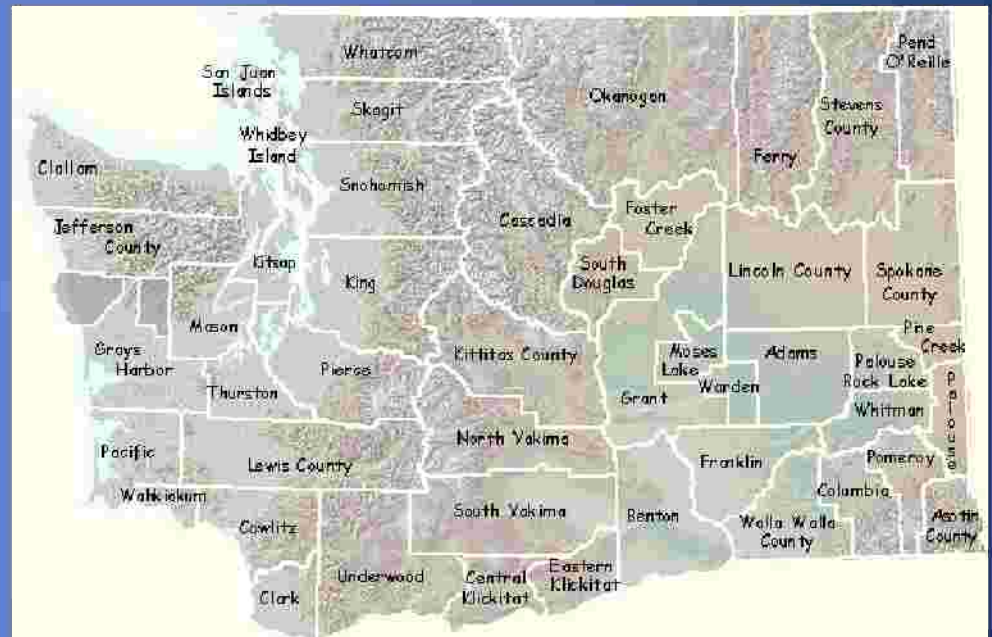 Whatcom
San Juan
Islands
Skagit
Whidbey
Island
Okanogan
Pend
O'Reille
Stevens
County
Ferry
Clallam
Snohomish
Jefferson
County
Cascadia
Foster
Creek
Kitsap
King
South
Douglas
Lincoln County
Spokane
County
Mason
Grays
Harbor
Thurston
Pierce
Kittitas County
Moses
Lake
Warden
Adams
Pine
Creek
Palouse
Rock Lake
Whitman
Palouse
Grant
Pacific
Lewis County
North Yakima
Franklin
Pomeroy
Columbia
Wahkiakum
Cowlitz
South Yakima
Benton
Walla Walla
County
Asotin
County
Clark
Underwood
Central
Klickitat
Eastern
Klickitat